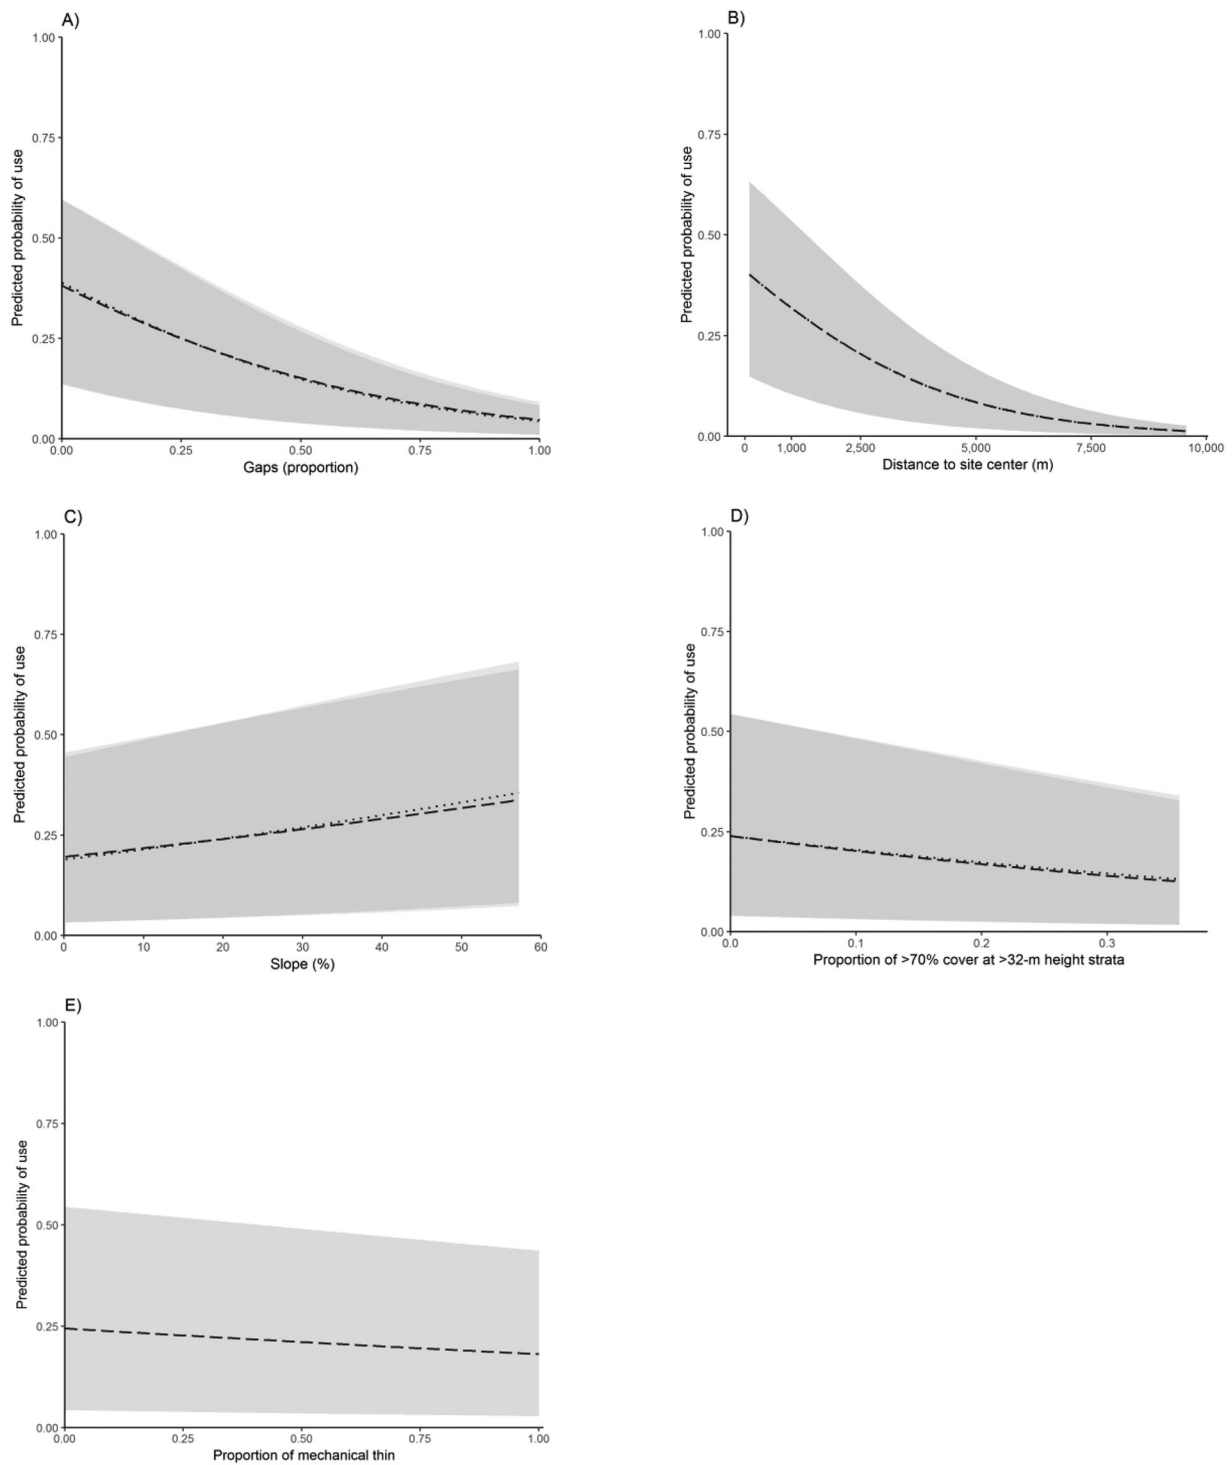 A)
1.00
0.75
0.50
0.25
0.00
Predicted probability of use
0.00 0.25 0.50 0.75 1.00
Gaps (proportion)
B)
1.00
0.75
0.50
0.25
0.00
Predicted probability of use
0 1,000 2,500 5,000 7,500 10,000
Distance to site center (m)
C)
1.00
0.75
0.50
0.25
0.00
Predicted probability of use
0 10 20 30 40 50 60
Slope (%)
D)
1.00
0.75
0.50
0.25
0.00
Predicted probability of use
0.0 0.1 0.2 0.3
Proportion of >70% cover at >32-m height strata
E)
1.00
0.75
0.50
0.25
0.00
Predicted probability of use
0.00 0.25 0.50 0.75 1.00
Proportion of mechanical thin